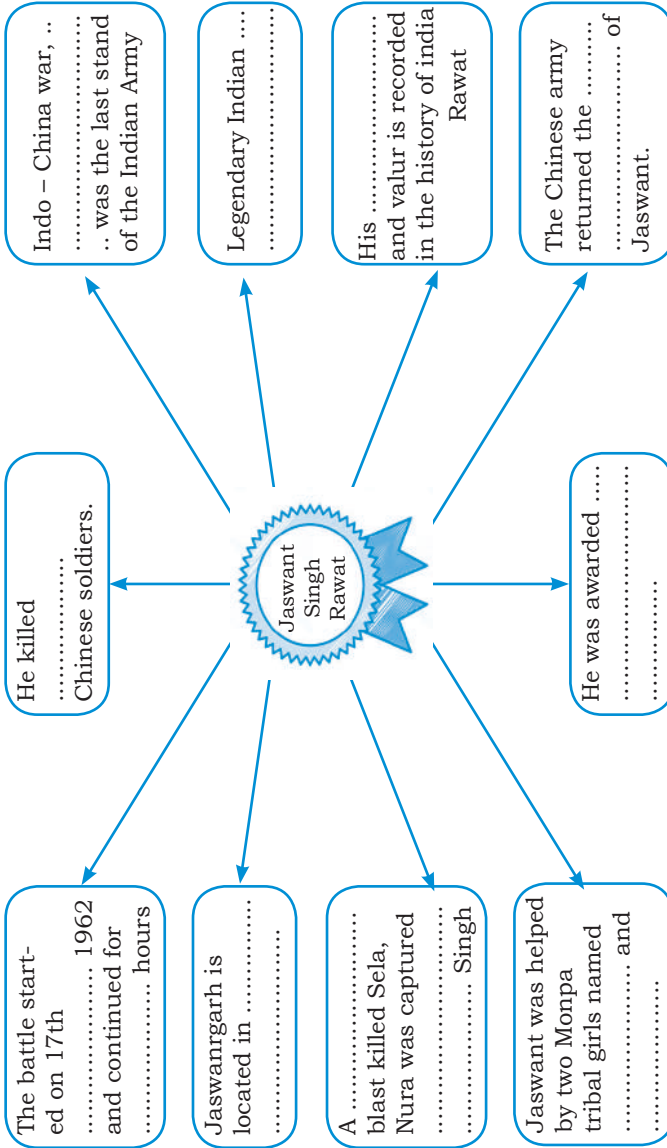 The battle start-
ed on 17th
........................ 1962
and continued for
.................. hours
Jaswanrgarh is
located in ...............
..............................
A ............................
blast killed Sela,
Nura was captured
................................
...................... Singh
Jaswant was helped
by two Monpa
tribal girls named
........................ and
.........................
He killed
....................
Chinese soldiers.
Jaswant
Singh
Rawat
He was awarded .....
.............................
.................
Indo – China war, ..
..............................
.. was the last stand
of the Indian Army
Legendary Indian ....
..............................
His .........................
and valur is recorded
in the history of india
Rawat
The Chinese army
returned the ..........
........................ of
Jaswant.